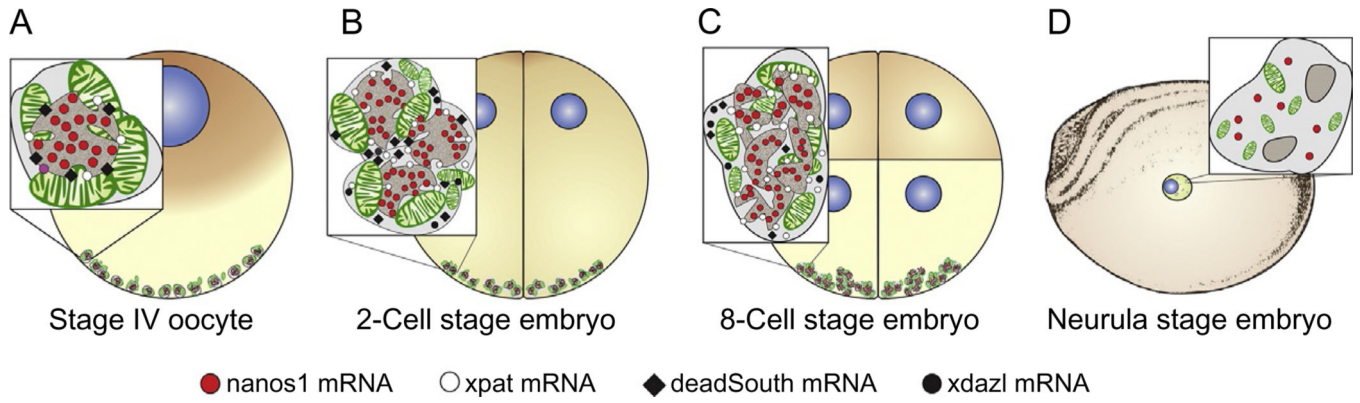 A
B
C
D
Stage IV oocyte
2-Cell stage embryo
8-Cell stage embryo
Neurula stage embryo
nanos1 mRNA
xpat mRNA
deadSouth mRNA
xdazl mRNA